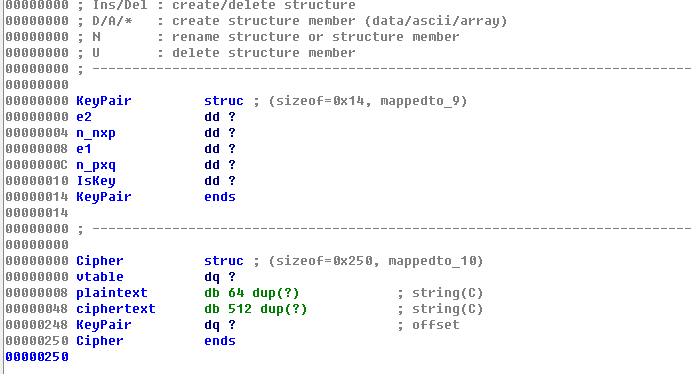 00000000 ; Ins/Del : create/delete structure
00000000 ; D/A/*   : create structure member (data/ascii/array)
00000000 ; N       : rename structure or structure member
00000000 ; U       : delete structure member
00000000 ; ---------------------------------------------------------------------------
00000000
00000000 KeyPair         struc ; (sizeof=0x14, mappedto_9)
00000000 e2              dd ?
00000004 n_nxp           dd ?
00000008 e1              dd ?
0000000C n_pxq           dd ?
00000010 IsKey           dd ?
00000014 KeyPair         ends
00000014
00000000 ; ---------------------------------------------------------------------------
00000000
00000000 Cipher          struc ; (sizeof=0x250, mappedto_10)
00000000 vtable          dq ?
00000008 plaintext       db 64 dup(?)            ; string(C)
00000048 ciphertext      db 512 dup(?)           ; string(C)
00000248 KeyPair         dq ?                    ; offset
00000250 Cipher          ends
00000250